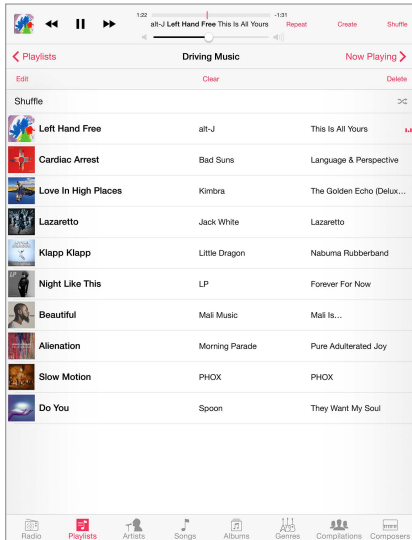 1:22 -1:31
alt-J Left Hand Free This Is All Yours Repeat Create Shuffle
Playlists Driving Music Now Playing
Edit Clear Delete
Shuffle
Left Hand Free alt-J This Is All Yours
Cardiac Arrest Bad Suns Language & Perspective
Love In High Places Kimbra The Golden Echo (Delux…
Lazaretto Jack White Lazaretto
Klapp Klapp Little Dragon Nabuma Rubberband
Night Like This LP Forever For Now
Beautiful Mali Music Mali Is…
Alienation Morning Parade Pure Adulterated Joy
Slow Motion PHOX PHOX
Do You Spoon They Want My Soul
Radio Playlists Artists Songs Albums Genres Compilations Composers